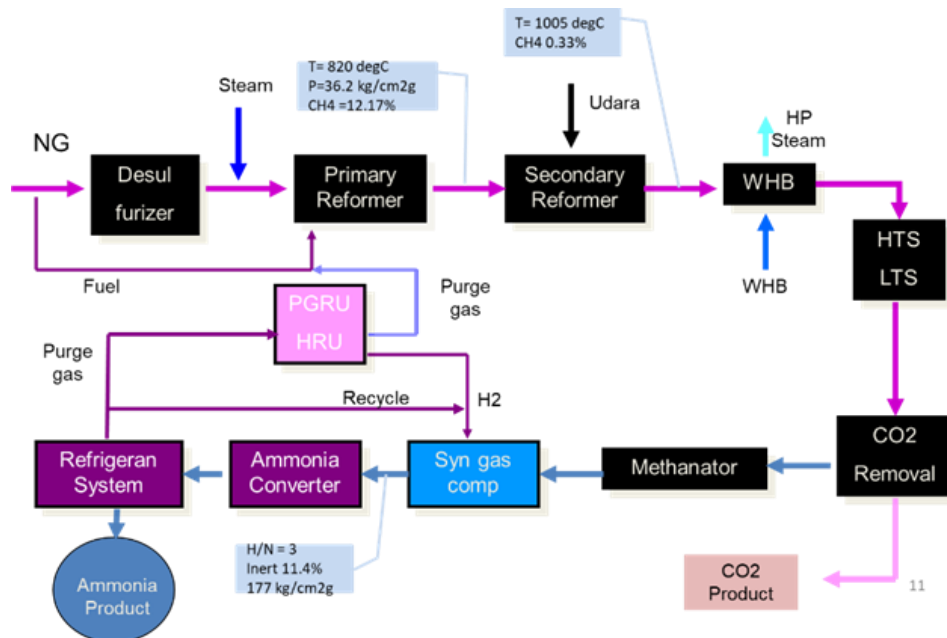 T= 820 degC
P=36.2 kg/cm2g
CH4 =12.17%
T= 1005 degC
CH4 0.33%
Steam
Udara
HP
Steam
NG
Desul
furizer
Primary
Reformer
Secondary
Reformer
WHB
HTS
LTS
Fuel
WHB
PGRU
HRU
Purge
gas
Purge
gas
Recycle
H2
Refrigeran
System
Ammonia
Converter
Syn gas
comp
Methanator
CO2
Removal
H/N = 3
Inert 11.4%
177 kg/cm2g
Ammonia
Product
CO2
Product
11